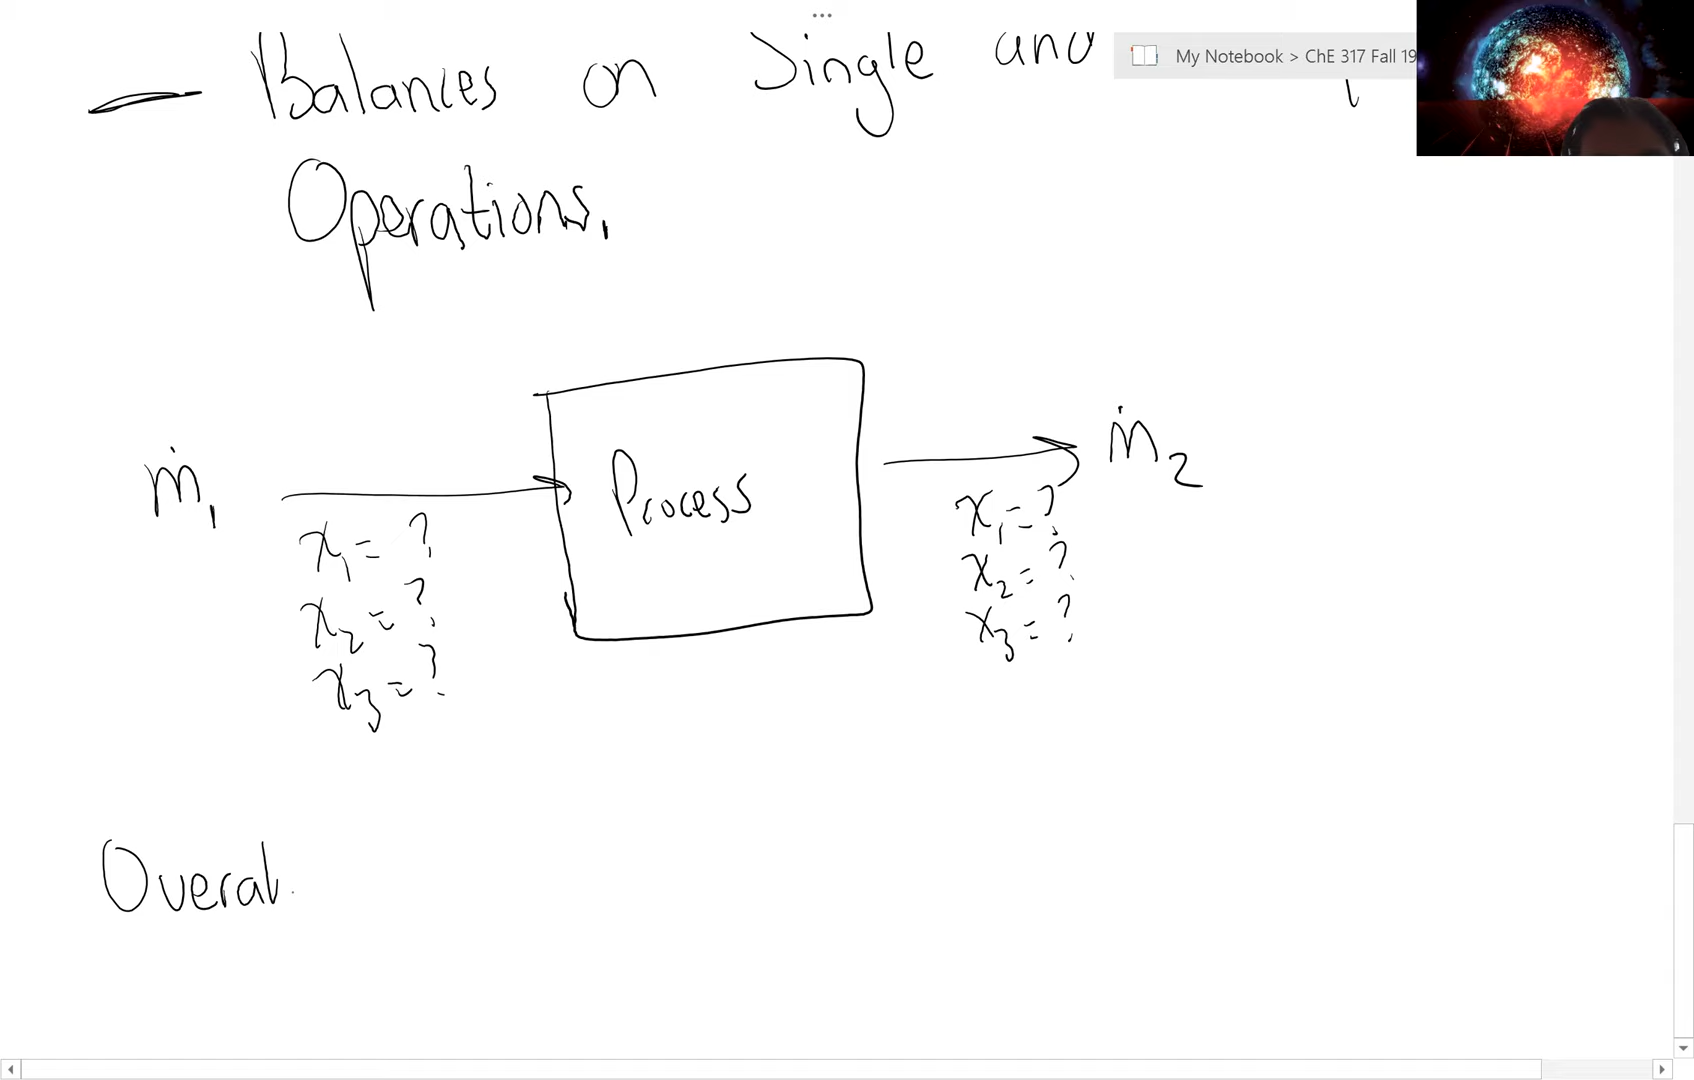 — Balances on Single and
My Notebook > ChE 317 Fall 19
Operations.
ṁ₁
Process
ṁ₂
x₁ = ?
x₂ = ?
x₃ = ?
x₁ = ?
x₂ = ?
x₃ = ?
Overal